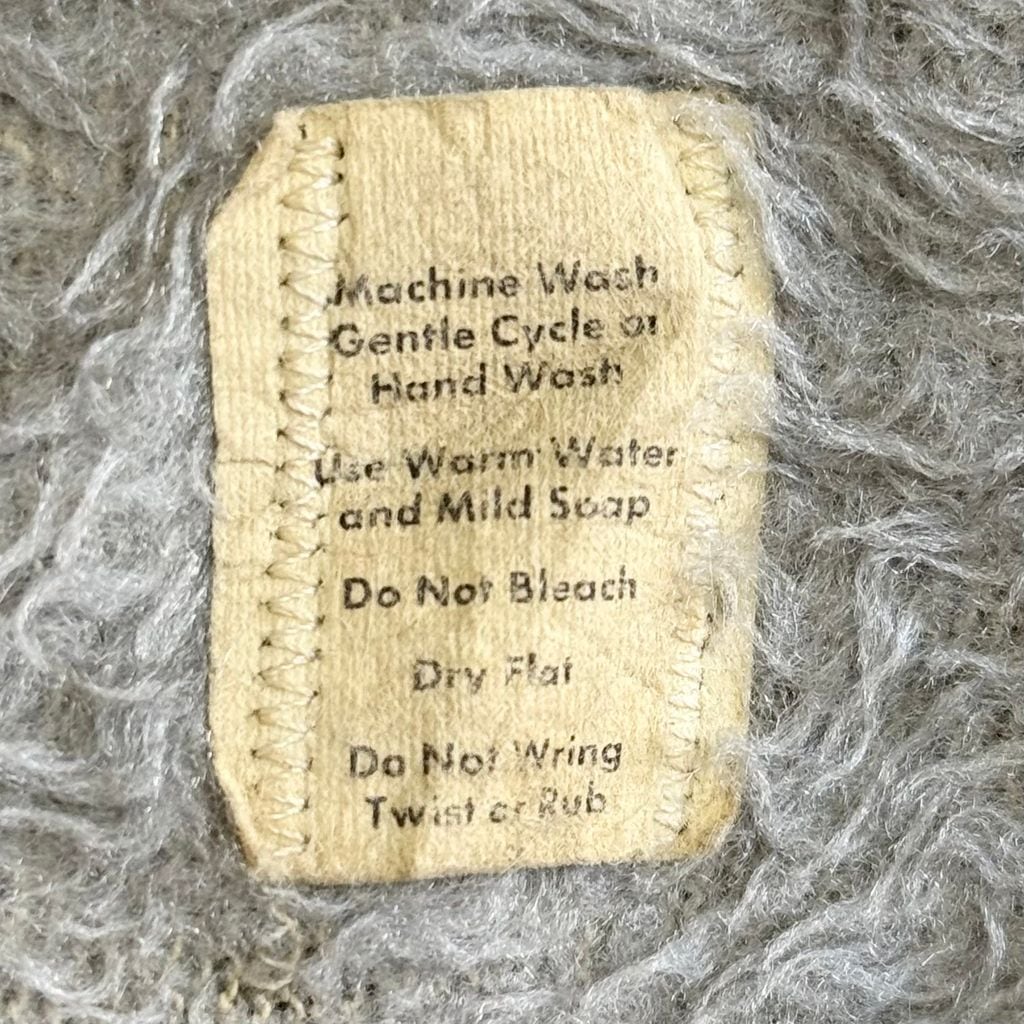 Machine Wash
Gentle Cycle or
Hand Wash
Use Warm Water
and Mild Soap
Do Not Bleach
Dry Flat
Do Not Wring
Twist or Rub